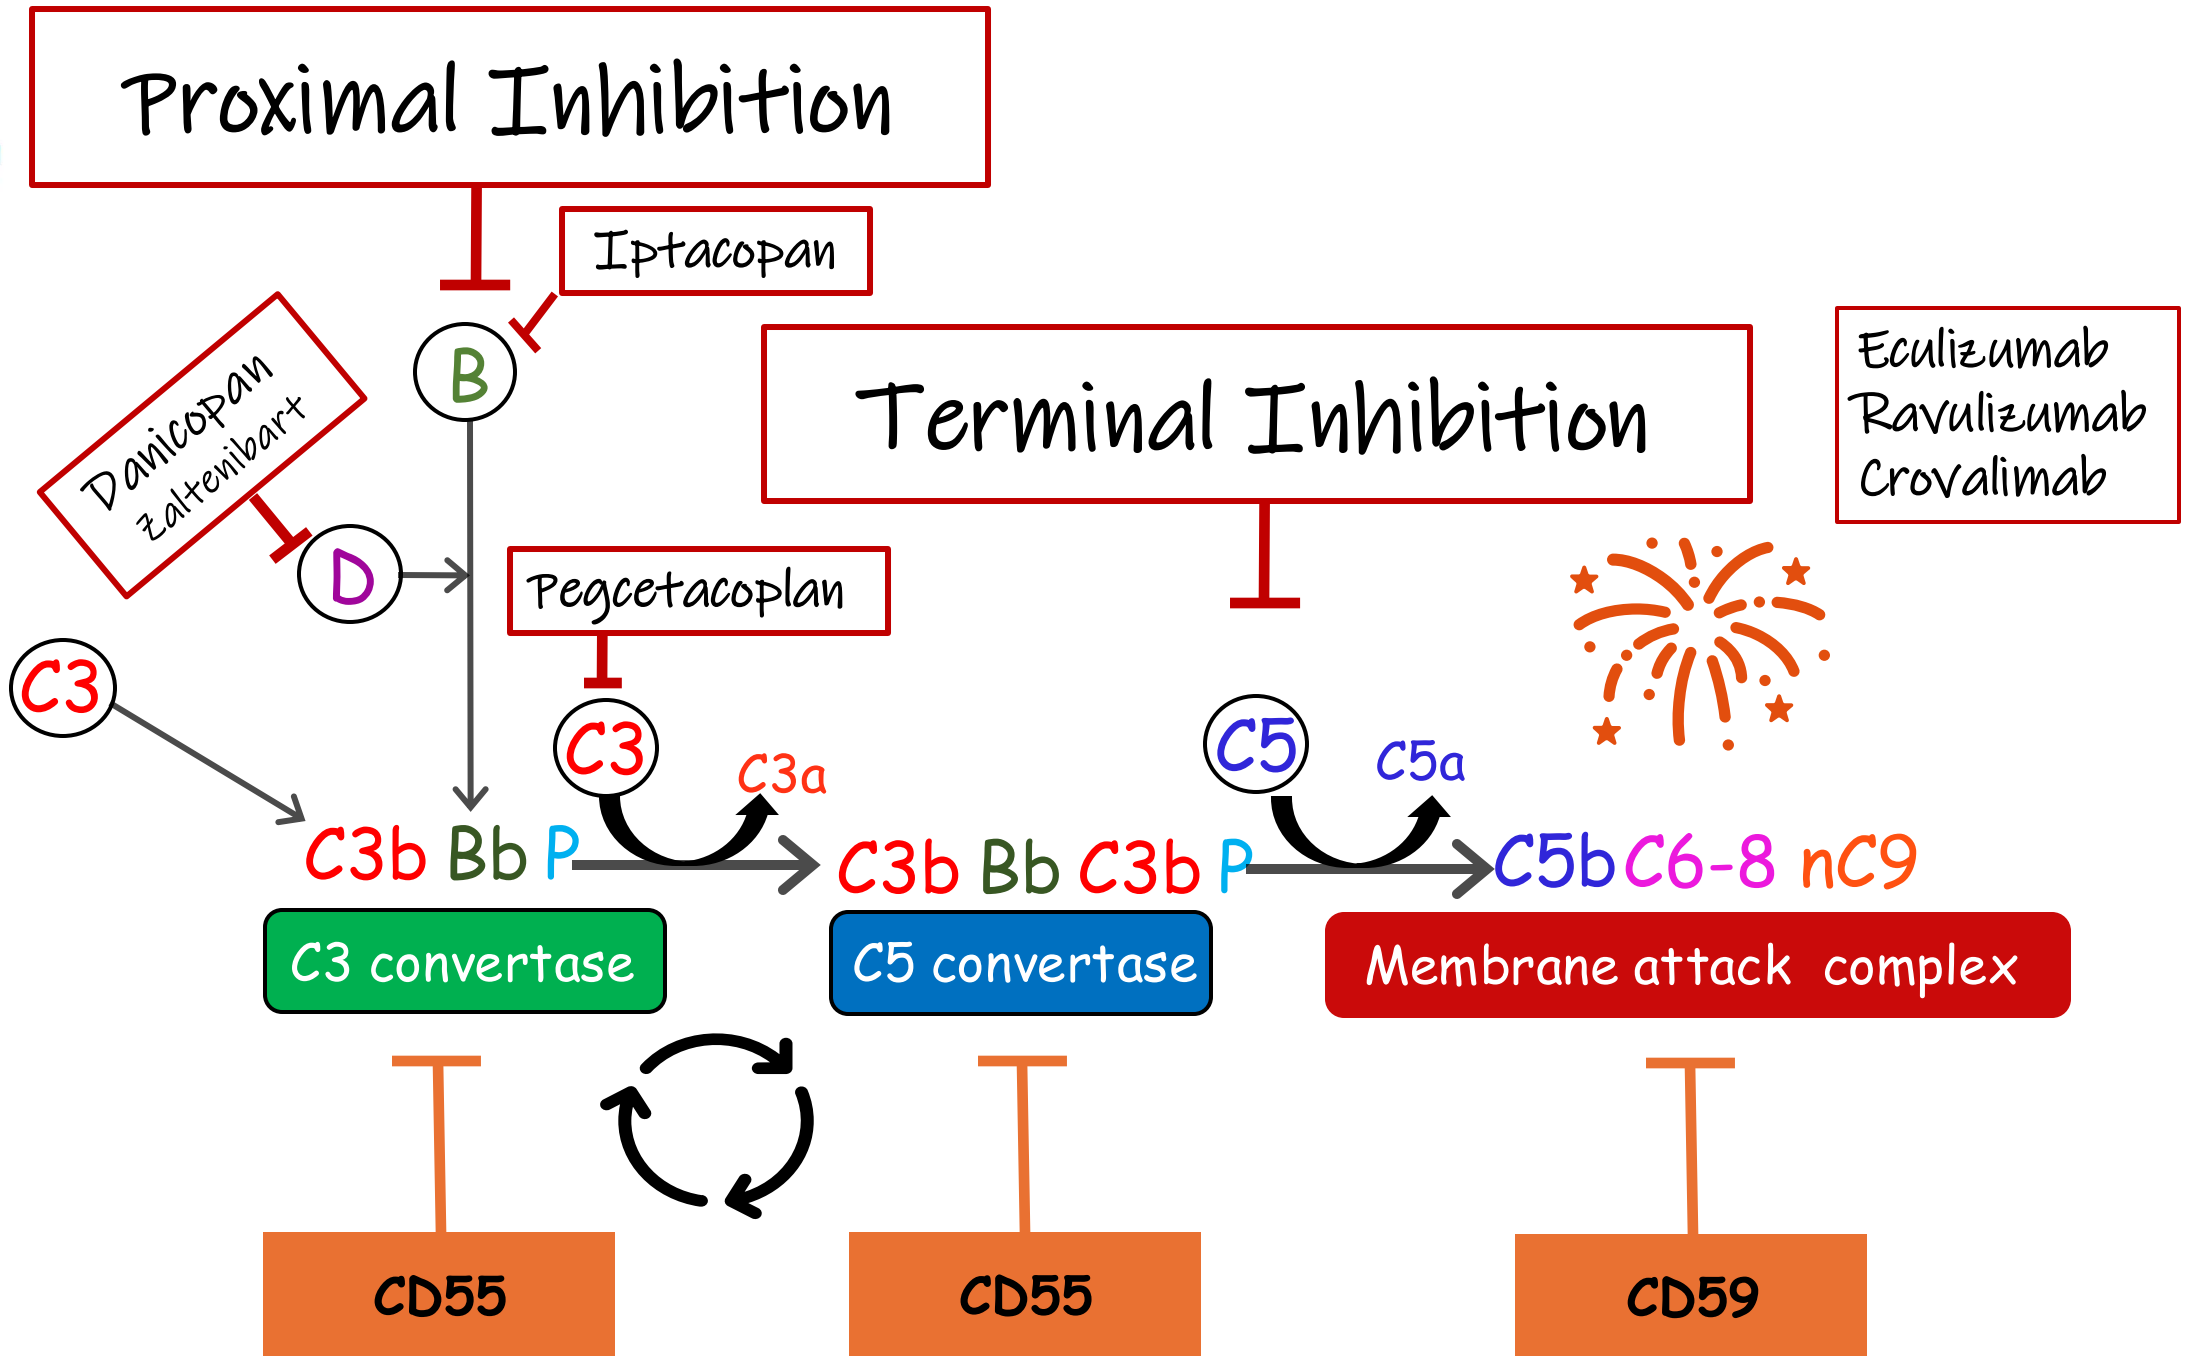 Proximal Inhibition
Iptacopan
B
Danicopan
Zaltenibart
D
Terminal Inhibition
Eculizumab
Ravulizumab
Crovalimab
Pegcetacoplan
C3
C3
C3a
C5
C5a
C3b Bb P
C3b Bb C3b P
C5b C6-8 nC9
C3 convertase
C5 convertase
Membrane attack complex
CD55
CD55
CD59